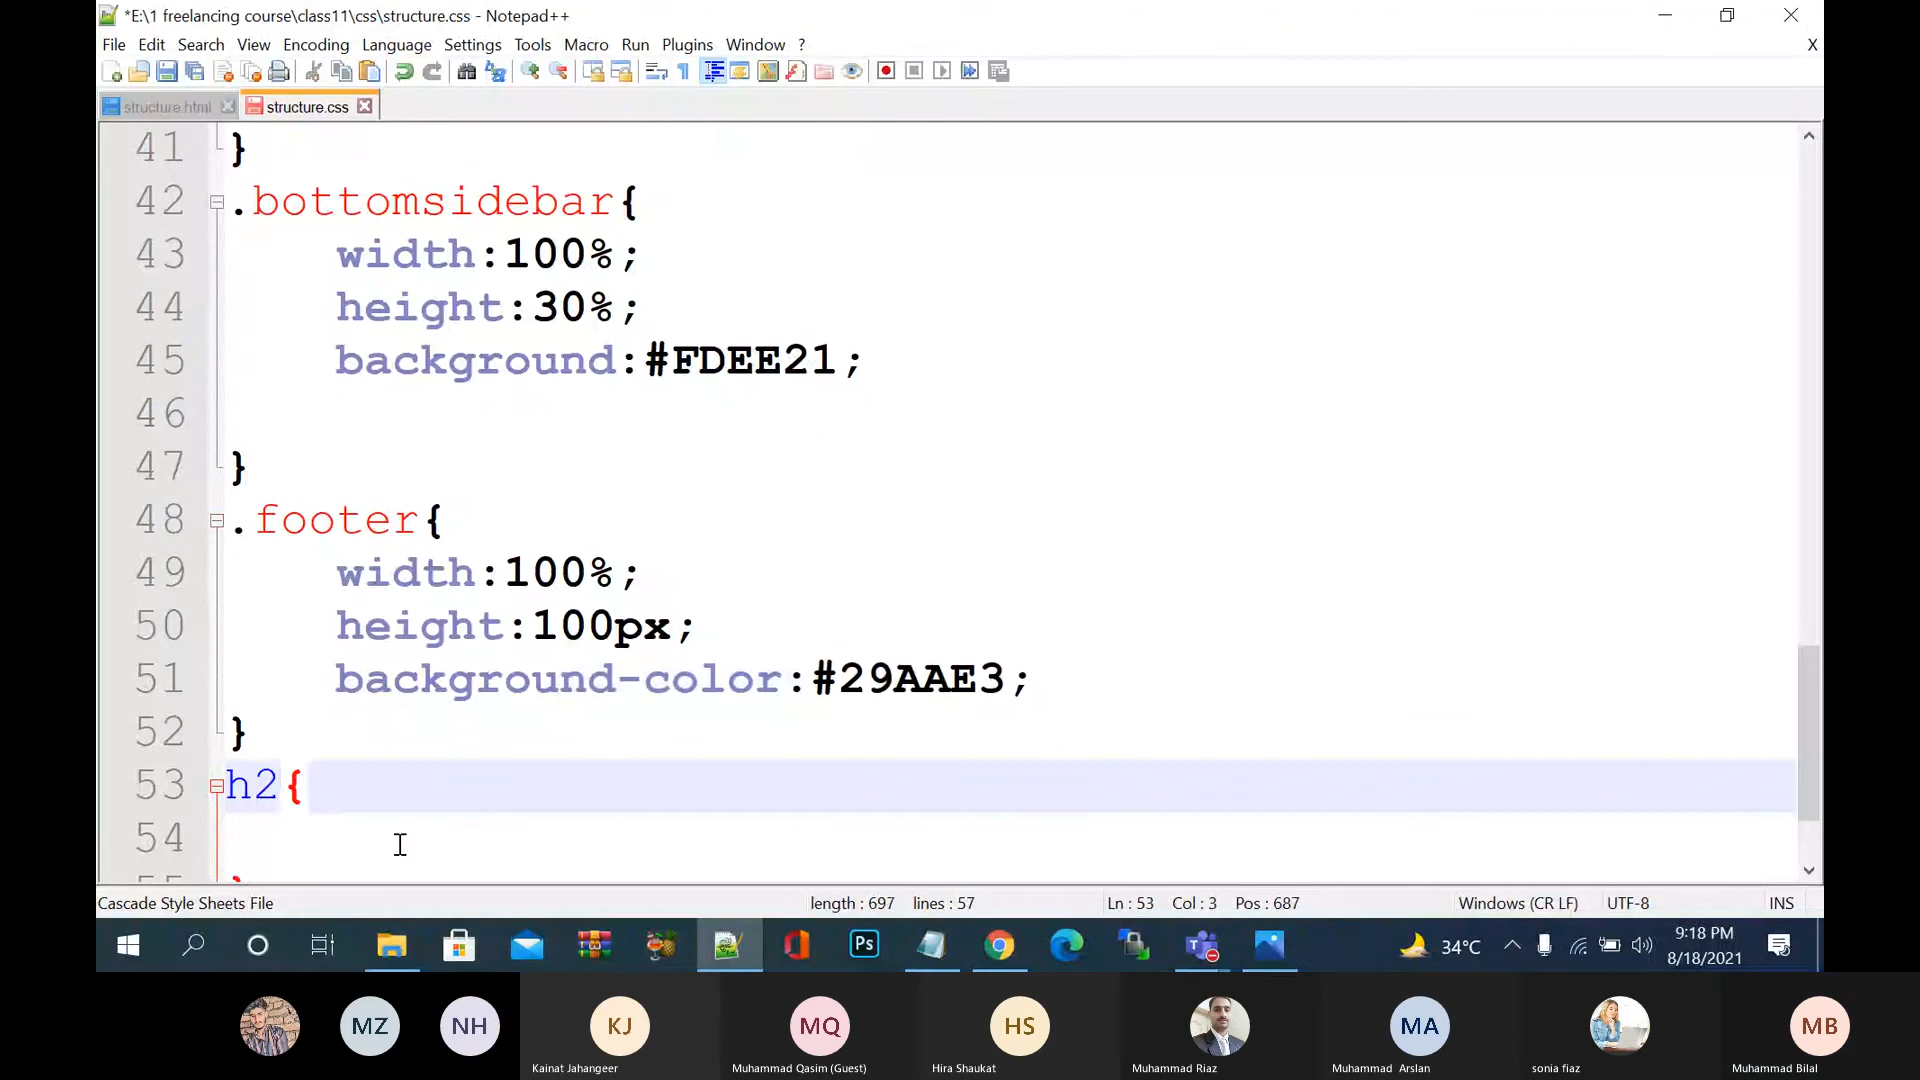 *E:\1 freelancing course\class11\css\structure.css - Notepad++
File Edit Search View Encoding Language Settings Tools Macro Run Plugins Window ? X
structure.html structure.css
41 }
42 .bottomsidebar{
43 width:100%;
44 height:30%;
45 background:#FDEE21;
46
47 }
48 .footer{
49 width:100%;
50 height:100px;
51 background-color:#29AAE3;
52 }
53 h2{
54
55 }
Cascade Style Sheets File length : 697 lines : 57 Ln : 53 Col : 3 Pos : 687 Windows (CR LF) UTF-8 INS
Ps 34°C 9:18 PM
8/18/2021
MZ NH KJ MQ HS MA MB
Kainat Jahangeer Muhammad Qasim (Guest) Hira Shaukat Muhammad Riaz Muhammad Arslan sonia fiaz Muhammad Bilal